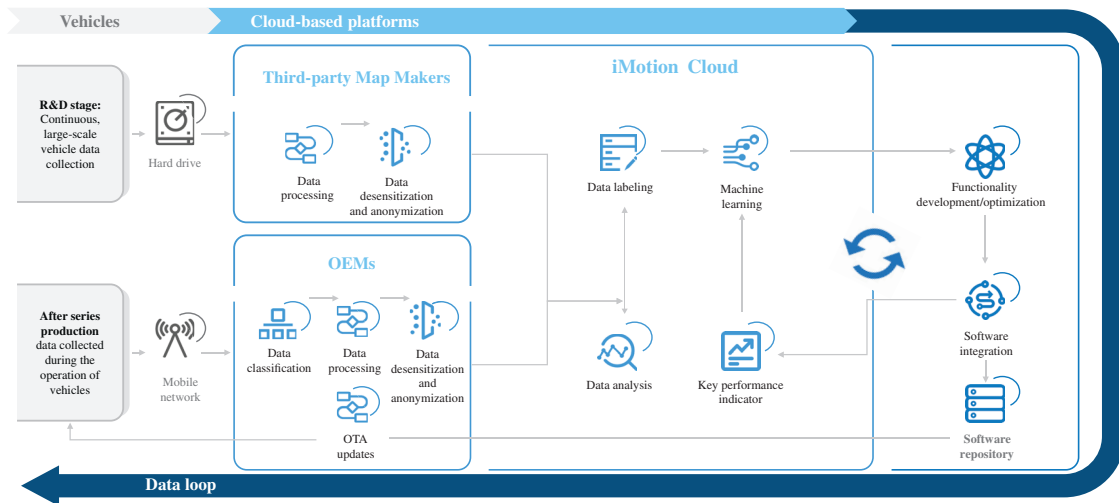 Vehicles
Cloud-based platforms
Third-party Map Makers
iMotion Cloud
R&D stage:
Continuous,
large-scale
vehicle data
collection
Hard drive
Data
processing
Data
desensitization
and anonymization
Data labeling
Machine
learning
Functionality
development/optimization
OEMs
After series
production
data collected
during the
operation of
vehicles
Mobile
network
Data
classification
Data
processing
Data
desensitization
and
anonymization
Data analysis
Key performance
indicator
Software
integration
OTA
updates
Software
repository
Data loop